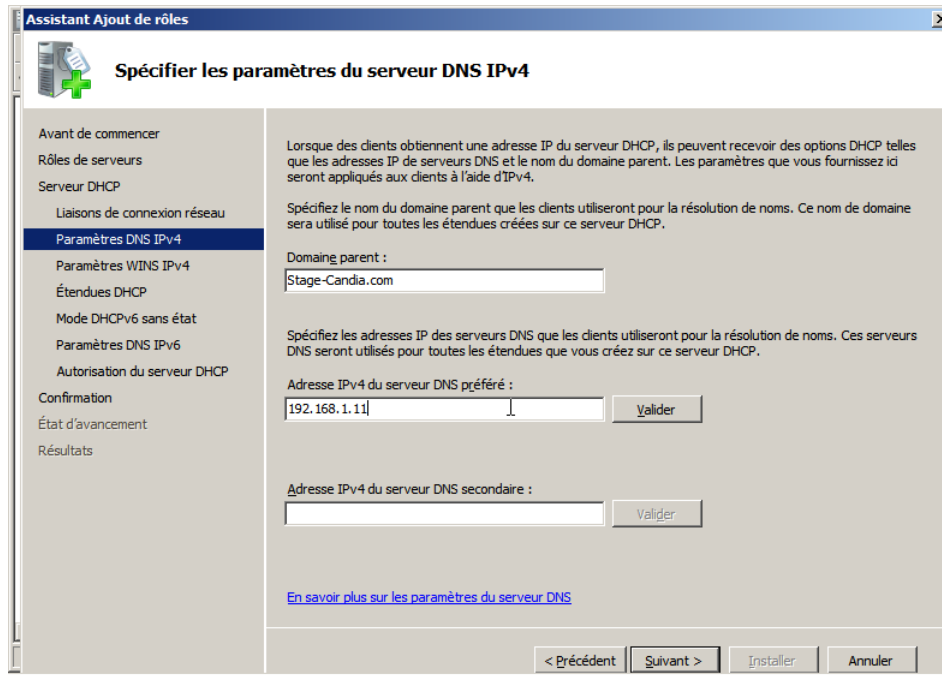 Assistant Ajout de rôles
Spécifier les paramètres du serveur DNS IPv4
Avant de commencer
Rôles de serveurs
Serveur DHCP
Liaisons de connexion réseau
Paramètres DNS IPv4
Paramètres WINS IPv4
Étendues DHCP
Mode DHCPv6 sans état
Paramètres DNS IPv6
Autorisation du serveur DHCP
Confirmation
État d'avancement
Résultats
Lorsque des clients obtiennent une adresse IP du serveur DHCP, ils peuvent recevoir des options DHCP telles
que les adresses IP de serveurs DNS et le nom du domaine parent. Les paramètres que vous fournissez ici
seront appliqués aux clients à l'aide d'IPv4.
Spécifiez le nom du domaine parent que les clients utiliseront pour la résolution de noms. Ce nom de domaine
sera utilisé pour toutes les étendues créées sur ce serveur DHCP.
Domaine parent :
Stage-Candia.com
Spécifiez les adresses IP des serveurs DNS que les clients utiliseront pour la résolution de noms. Ces serveurs
DNS seront utilisés pour toutes les étendues que vous créez sur ce serveur DHCP.
Adresse IPv4 du serveur DNS préféré :
192.168.1.11
Valider
Adresse IPv4 du serveur DNS secondaire :
Valider
En savoir plus sur les paramètres du serveur DNS
< Précédent
Suivant >
Installer
Annuler